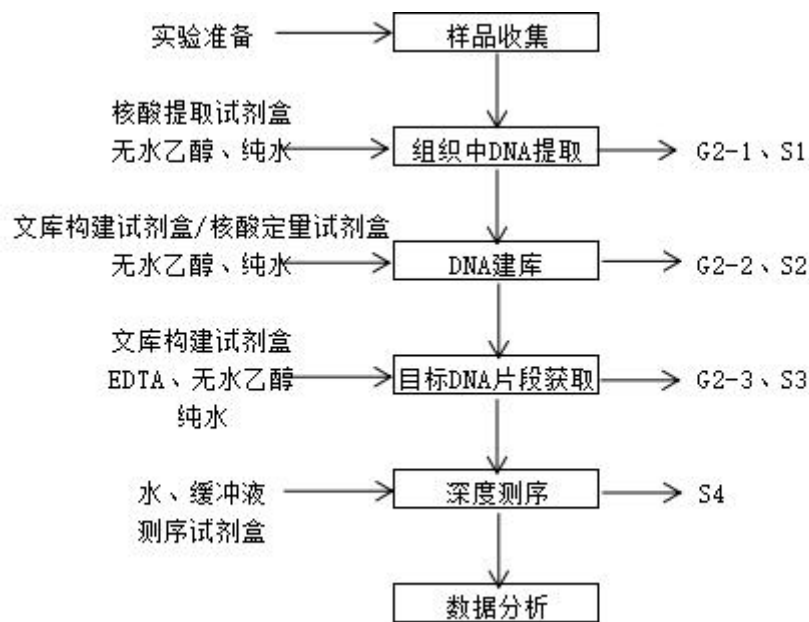 实验准备
样品收集
核酸提取试剂盒
无水乙醇、纯水
组织中DNA提取
G2-1、S1
文库构建试剂盒/核酸定量试剂盒
无水乙醇、纯水
DNA建库
G2-2、S2
文库构建试剂盒
EDTA、无水乙醇
纯水
目标DNA片段获取
G2-3、S3
水、缓冲液
测序试剂盒
深度测序
S4
数据分析